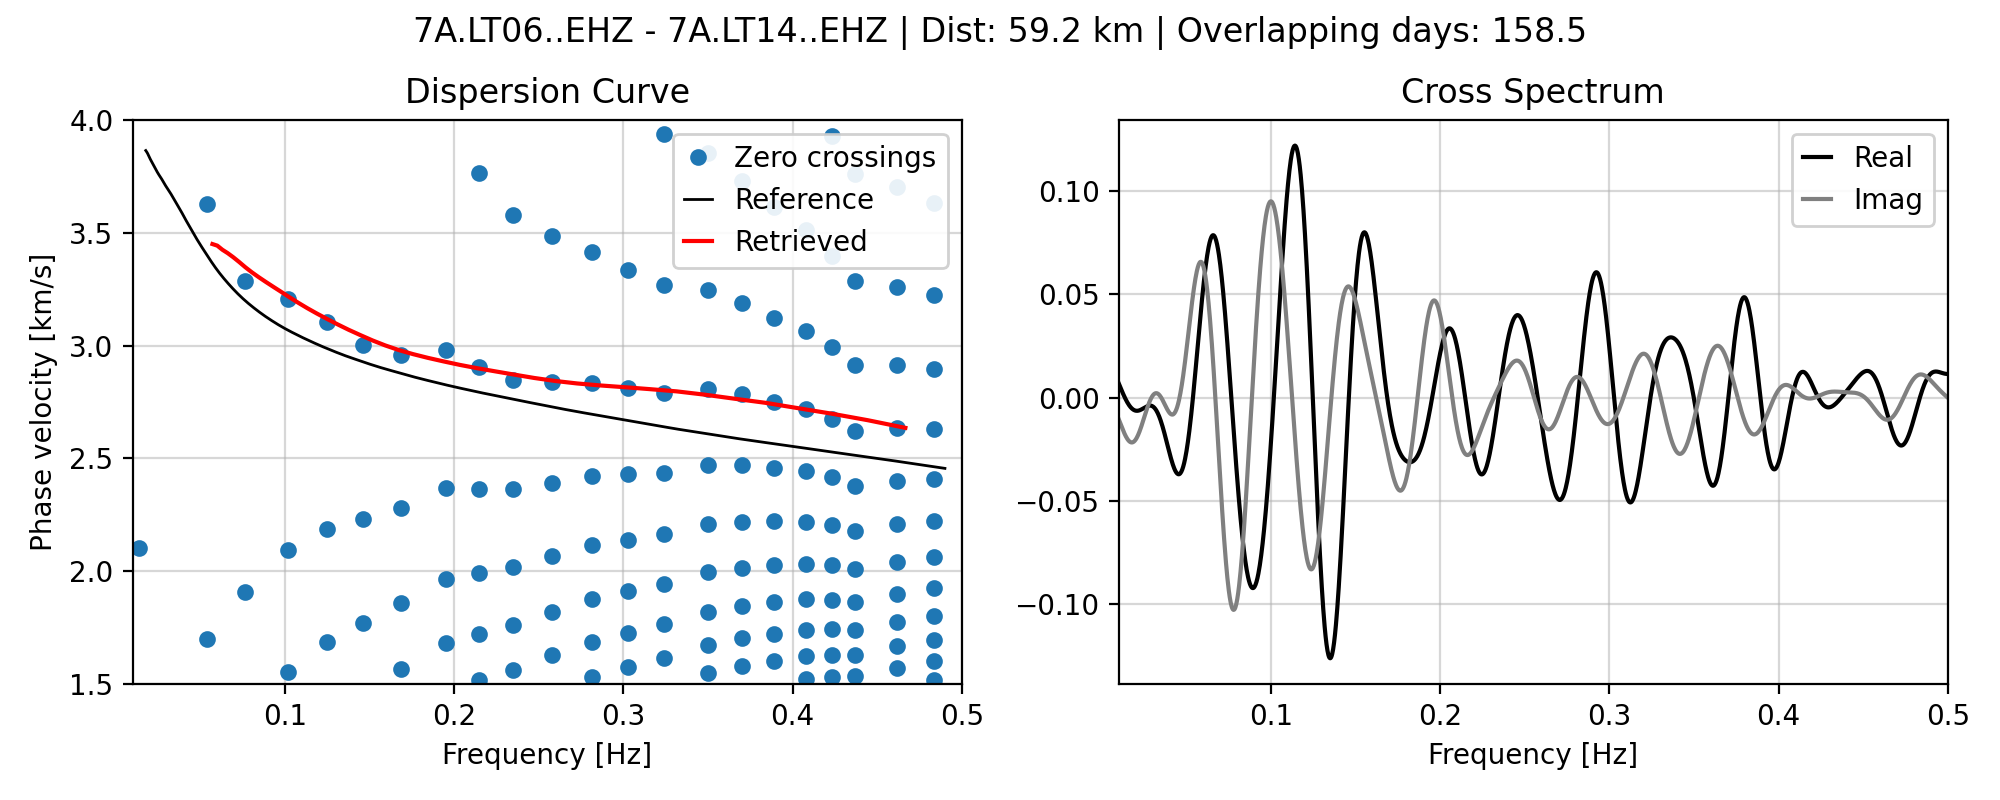 7A.LT06..EHZ - 7A.LT14..EHZ | Dist: 59.2 km | Overlapping days: 158.5
Dispersion Curve
Phase velocity [km/s]
4.0
3.5
3.0
2.5
2.0
1.5
Zero crossings
Reference
Retrieved
0.1
0.2
0.3
0.4
0.5
Frequency [Hz]
Cross Spectrum
0.10
0.05
0.00
−0.05
−0.10
Real
Imag
0.1
0.2
0.3
0.4
0.5
Frequency [Hz]